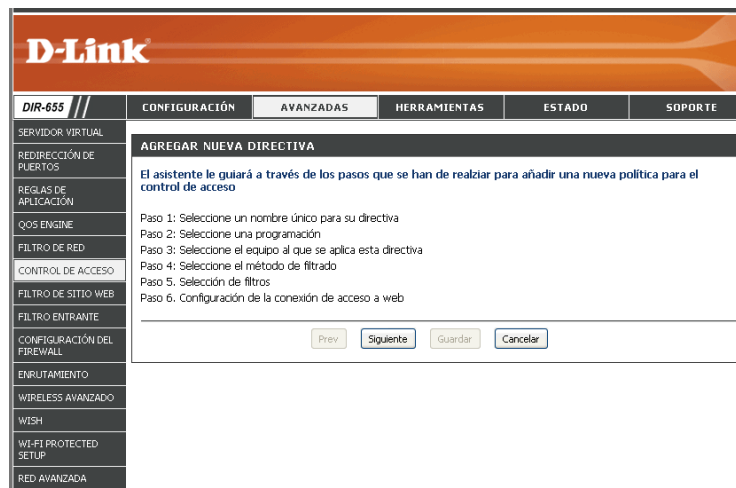 D-Link
DIR-655
CONFIGURACIÓN
AVANZADAS
HERRAMIENTAS
ESTADO
SOPORTE
SERVIDOR VIRTUAL
REDIRECCIÓN DE
PUERTOS
REGLAS DE
APLICACIÓN
QOS ENGINE
FILTRO DE RED
CONTROL DE ACCESO
FILTRO DE SITIO WEB
FILTRO ENTRANTE
CONFIGURACIÓN DEL
FIREWALL
ENRUTAMIENTO
WIRELESS AVANZADO
WISH
WI-FI PROTECTED
SETUP
RED AVANZADA
AGREGAR NUEVA DIRECTIVA
El asistente le guiará a través de los pasos que se han de realziar para añadir una nueva política para el
control de acceso
Paso 1: Seleccione un nombre único para su directiva
Paso 2: Seleccione una programación
Paso 3: Seleccione el equipo al que se aplica esta directiva
Paso 4: Seleccione el método de filtrado
Paso 5. Selección de filtros
Paso 6. Configuración de la conexión de acceso a web
Prev
Siguiente
Guardar
Cancelar